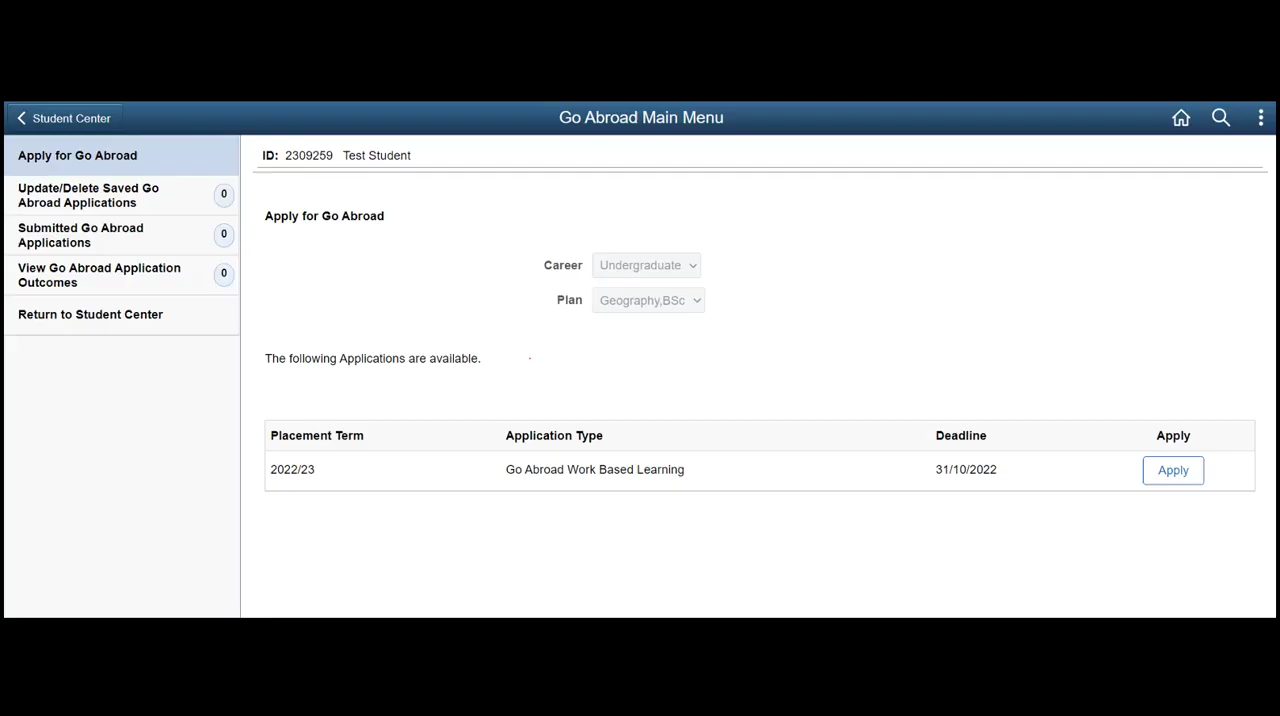 Student Center
Go Abroad Main Menu
Apply for Go Abroad
Update/Delete Saved Go
Abroad Applications
0
Submitted Go Abroad
Applications
0
View Go Abroad Application
Outcomes
0
Return to Student Center
ID: 2309259 Test Student
Apply for Go Abroad
Career Undergraduate
Plan Geography,BSc
The following Applications are available.
Placement Term Application Type Deadline Apply
2022/23 Go Abroad Work Based Learning 31/10/2022 Apply